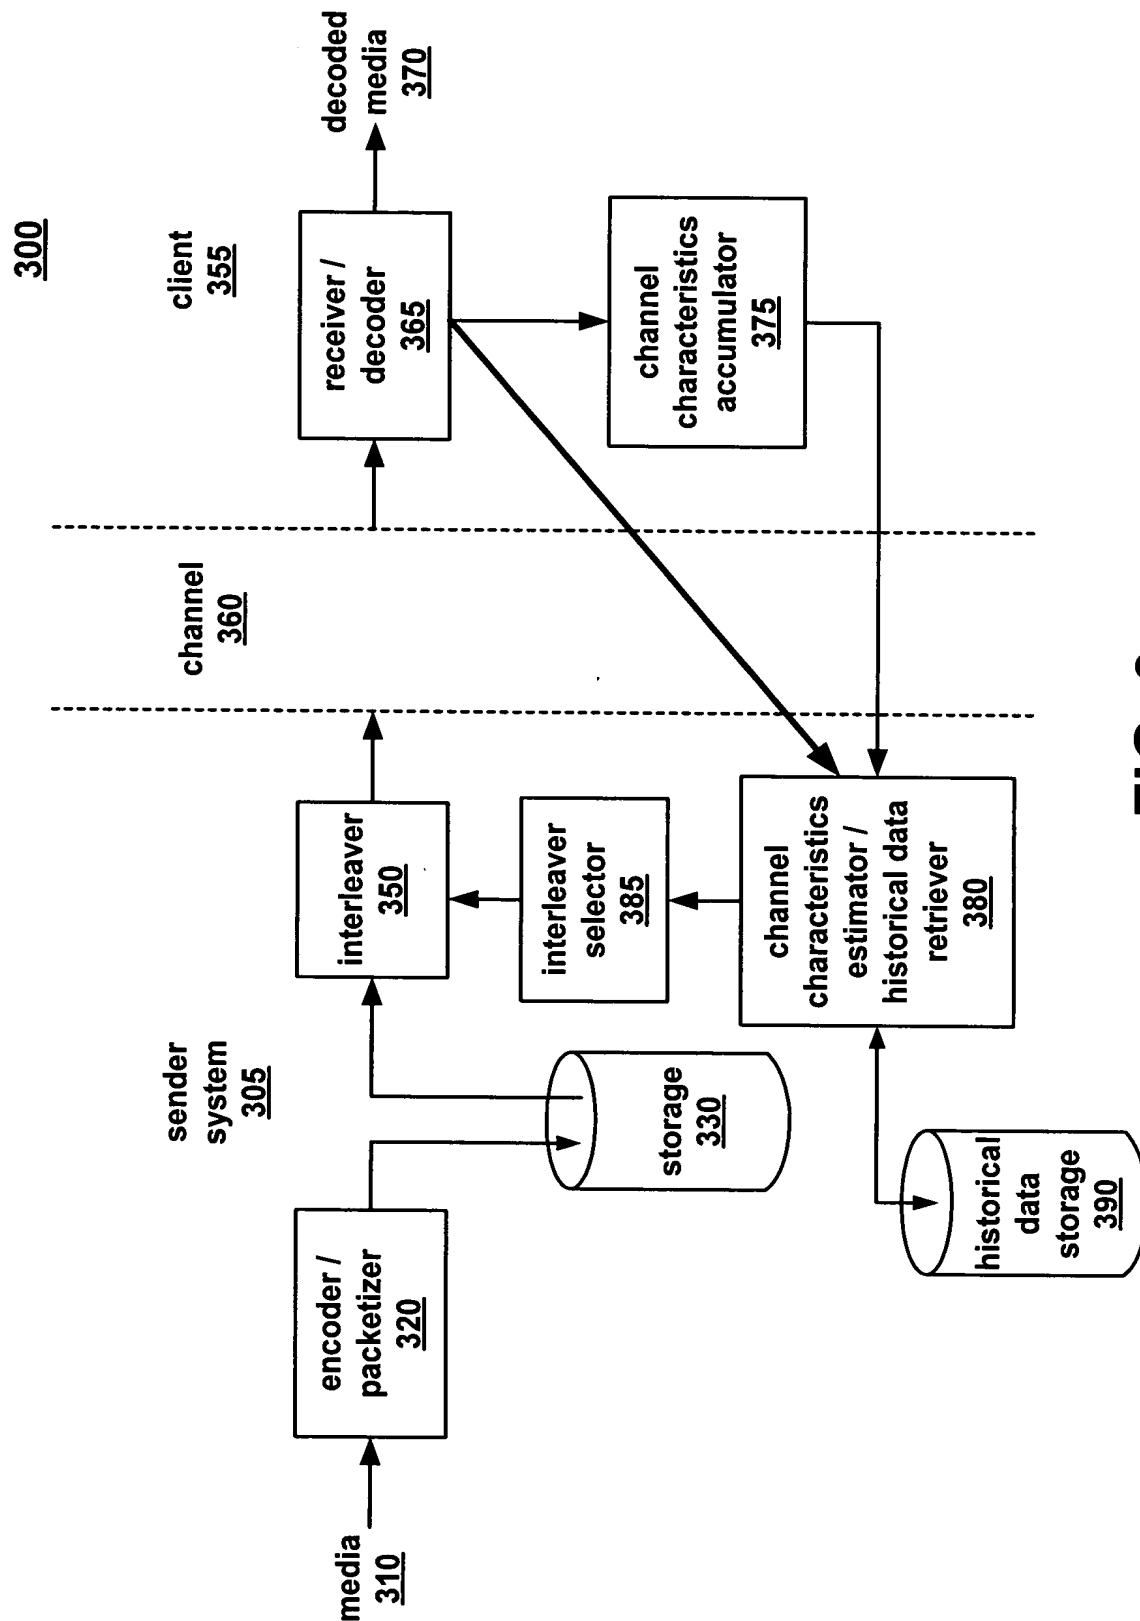 300
sender
system
305
channel
360
client
355
media
310
encoder /
packetizer
320
storage
330
interleaver
350
interleaver
selector
385
channel
characteristics
estimator /
historical data
retriever
380
historical
data
storage
390
receiver /
decoder
365
decoded
media
370
channel
characteristics
accumulator
375